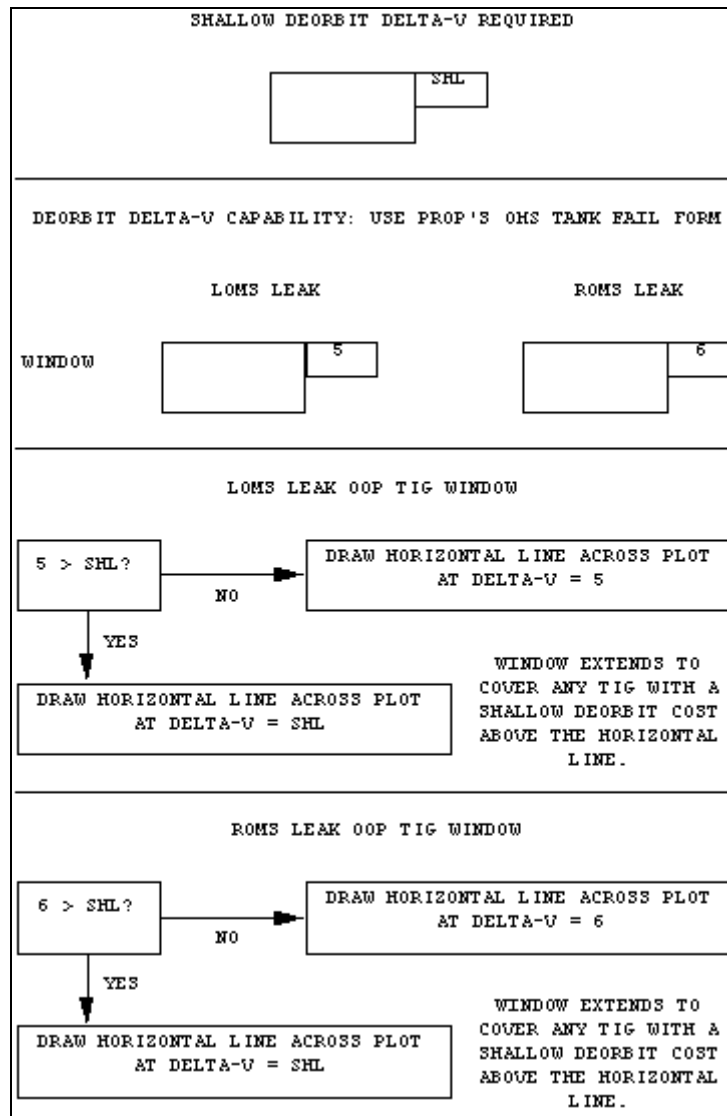 SHALLOW DEORBIT DELTA-V REQUIRED
SHL
DEORBIT DELTA-V CAPABILITY: USE PROP'S OMS TANK FAIL FORM
LOMS LEAK
ROMS LEAK
WINDOW
5
6
LOMS LEAK OOP TIG WINDOW
5 > SHL?
NO
DRAW HORIZONTAL LINE ACROSS PLOT
AT DELTA-V = 5
YES
DRAW HORIZONTAL LINE ACROSS PLOT
AT DELTA-V = SHL
WINDOW EXTENDS TO
COVER ANY TIG WITH A
SHALLOW DEORBIT COST
ABOVE THE HORIZONTAL
LINE.
ROMS LEAK OOP TIG WINDOW
6 > SHL?
NO
DRAW HORIZONTAL LINE ACROSS PLOT
AT DELTA-V = 6
YES
DRAW HORIZONTAL LINE ACROSS PLOT
AT DELTA-V = SHL
WINDOW EXTENDS TO
COVER ANY TIG WITH A
SHALLOW DEORBIT COST
ABOVE THE HORIZONTAL
LINE.